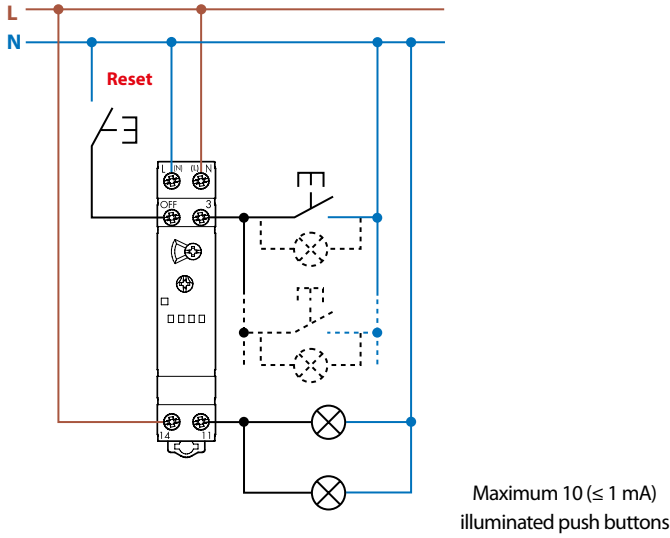 L
N
Reset
L (N) (L) N
OFF 3
14 11
Maximum 10 (≤ 1 mA)
illuminated push buttons